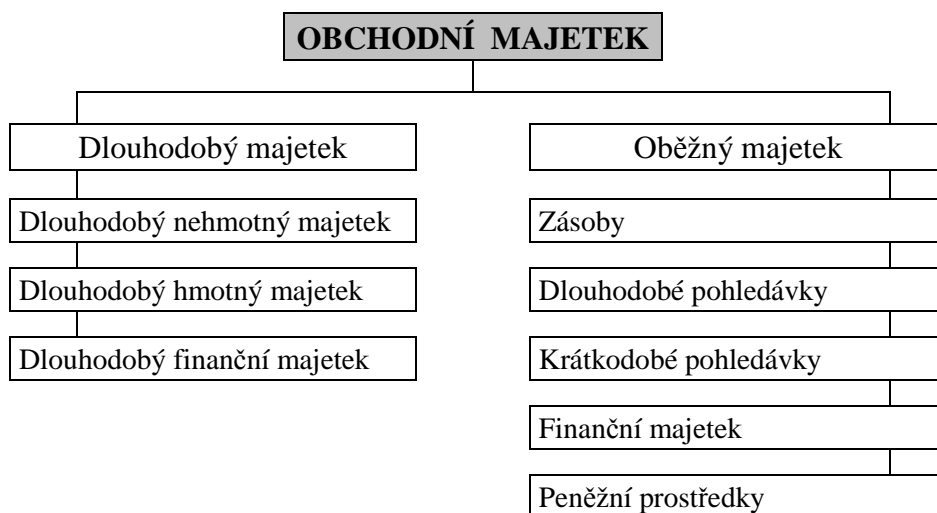 OBCHODNÍ MAJETEK
Dlouhodobý majetek
Dlouhodobý nehmotný majetek
Dlouhodobý hmotný majetek
Dlouhodobý finanční majetek
Oběžný majetek
Zásoby
Dlouhodobé pohledávky
Krátkodobé pohledávky
Finanční majetek
Peněžní prostředky